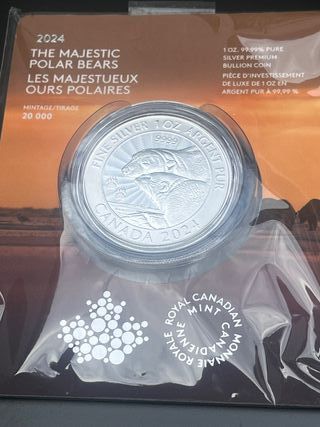 2024
THE MAJESTIC
POLAR BEARS
LES MAJESTUEUX
OURS POLAIRES
MINTAGE/TIRAGE
20 000
1 OZ. 99.99% PURE
SILVER PREMIUM
BULLION COIN
PIÈCE D'INVESTISSEMENT
DE LUXE DE 1 OZ EN
ARGENT PUR À 99,99 %
FINE SILVER 1 OZ ARGENT PUR
9999
CANADA 2024
ROYAL CANADIAN MINT
MONNAIE ROYALE CANADIENNE